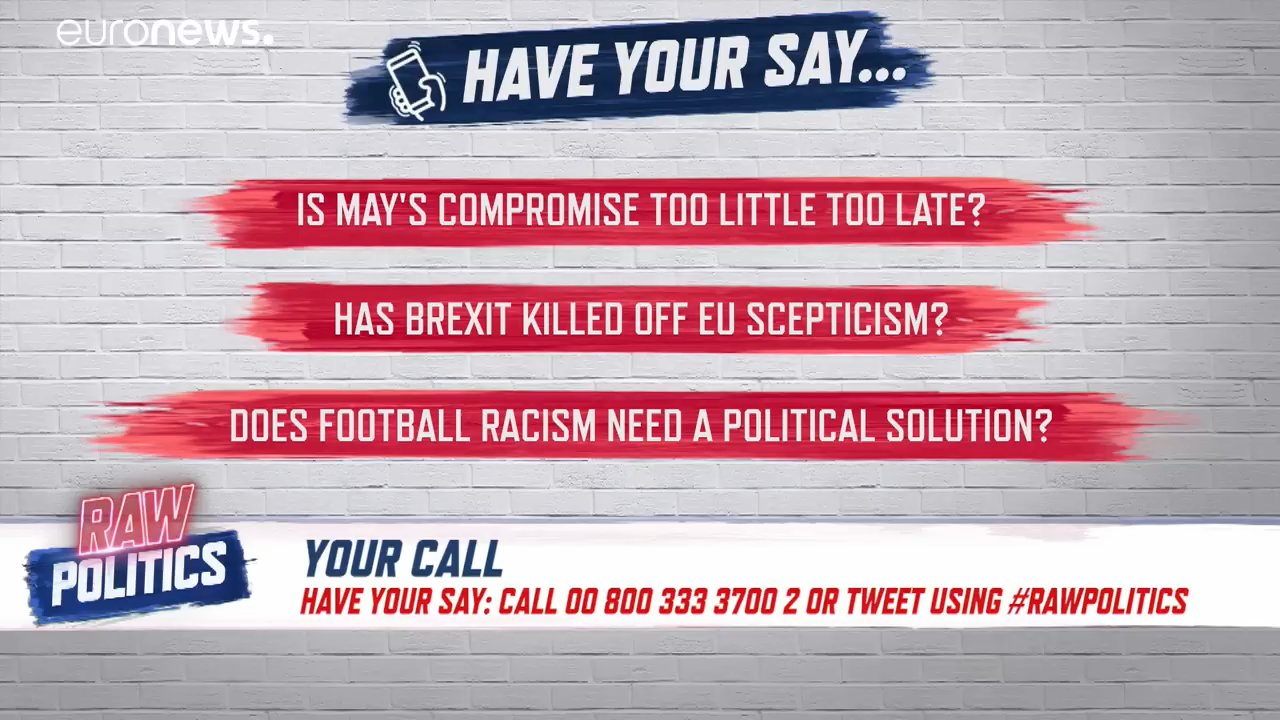 euronews.
HAVE YOUR SAY...
IS MAY'S COMPROMISE TOO LITTLE TOO LATE?
HAS BREXIT KILLED OFF EU SCEPTICISM?
DOES FOOTBALL RACISM NEED A POLITICAL SOLUTION?
RAW
POLITICS
YOUR CALL
HAVE YOUR SAY: CALL 00 800 333 3700 2 OR TWEET USING #RAWPOLITICS